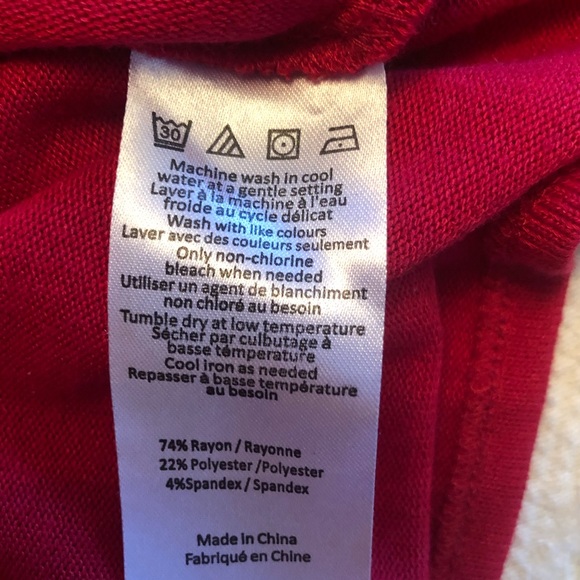 30
Machine wash in cool
water at a gentle setting
Laver à la machine à l'eau
froide au cycle délicat
Wash with like colours
Laver avec des couleurs seulement
Only non-chlorine
bleach when needed
Utiliser un agent de blanchiment
non chloré au besoin
Tumble dry at low temperature
Sécher par culbutage à
basse température
Cool iron as needed
Repasser à basse température
au besoin
74% Rayon / Rayonne
22% Polyester /Polyester
4%Spandex / Spandex
Made in China
Fabriqué en Chine